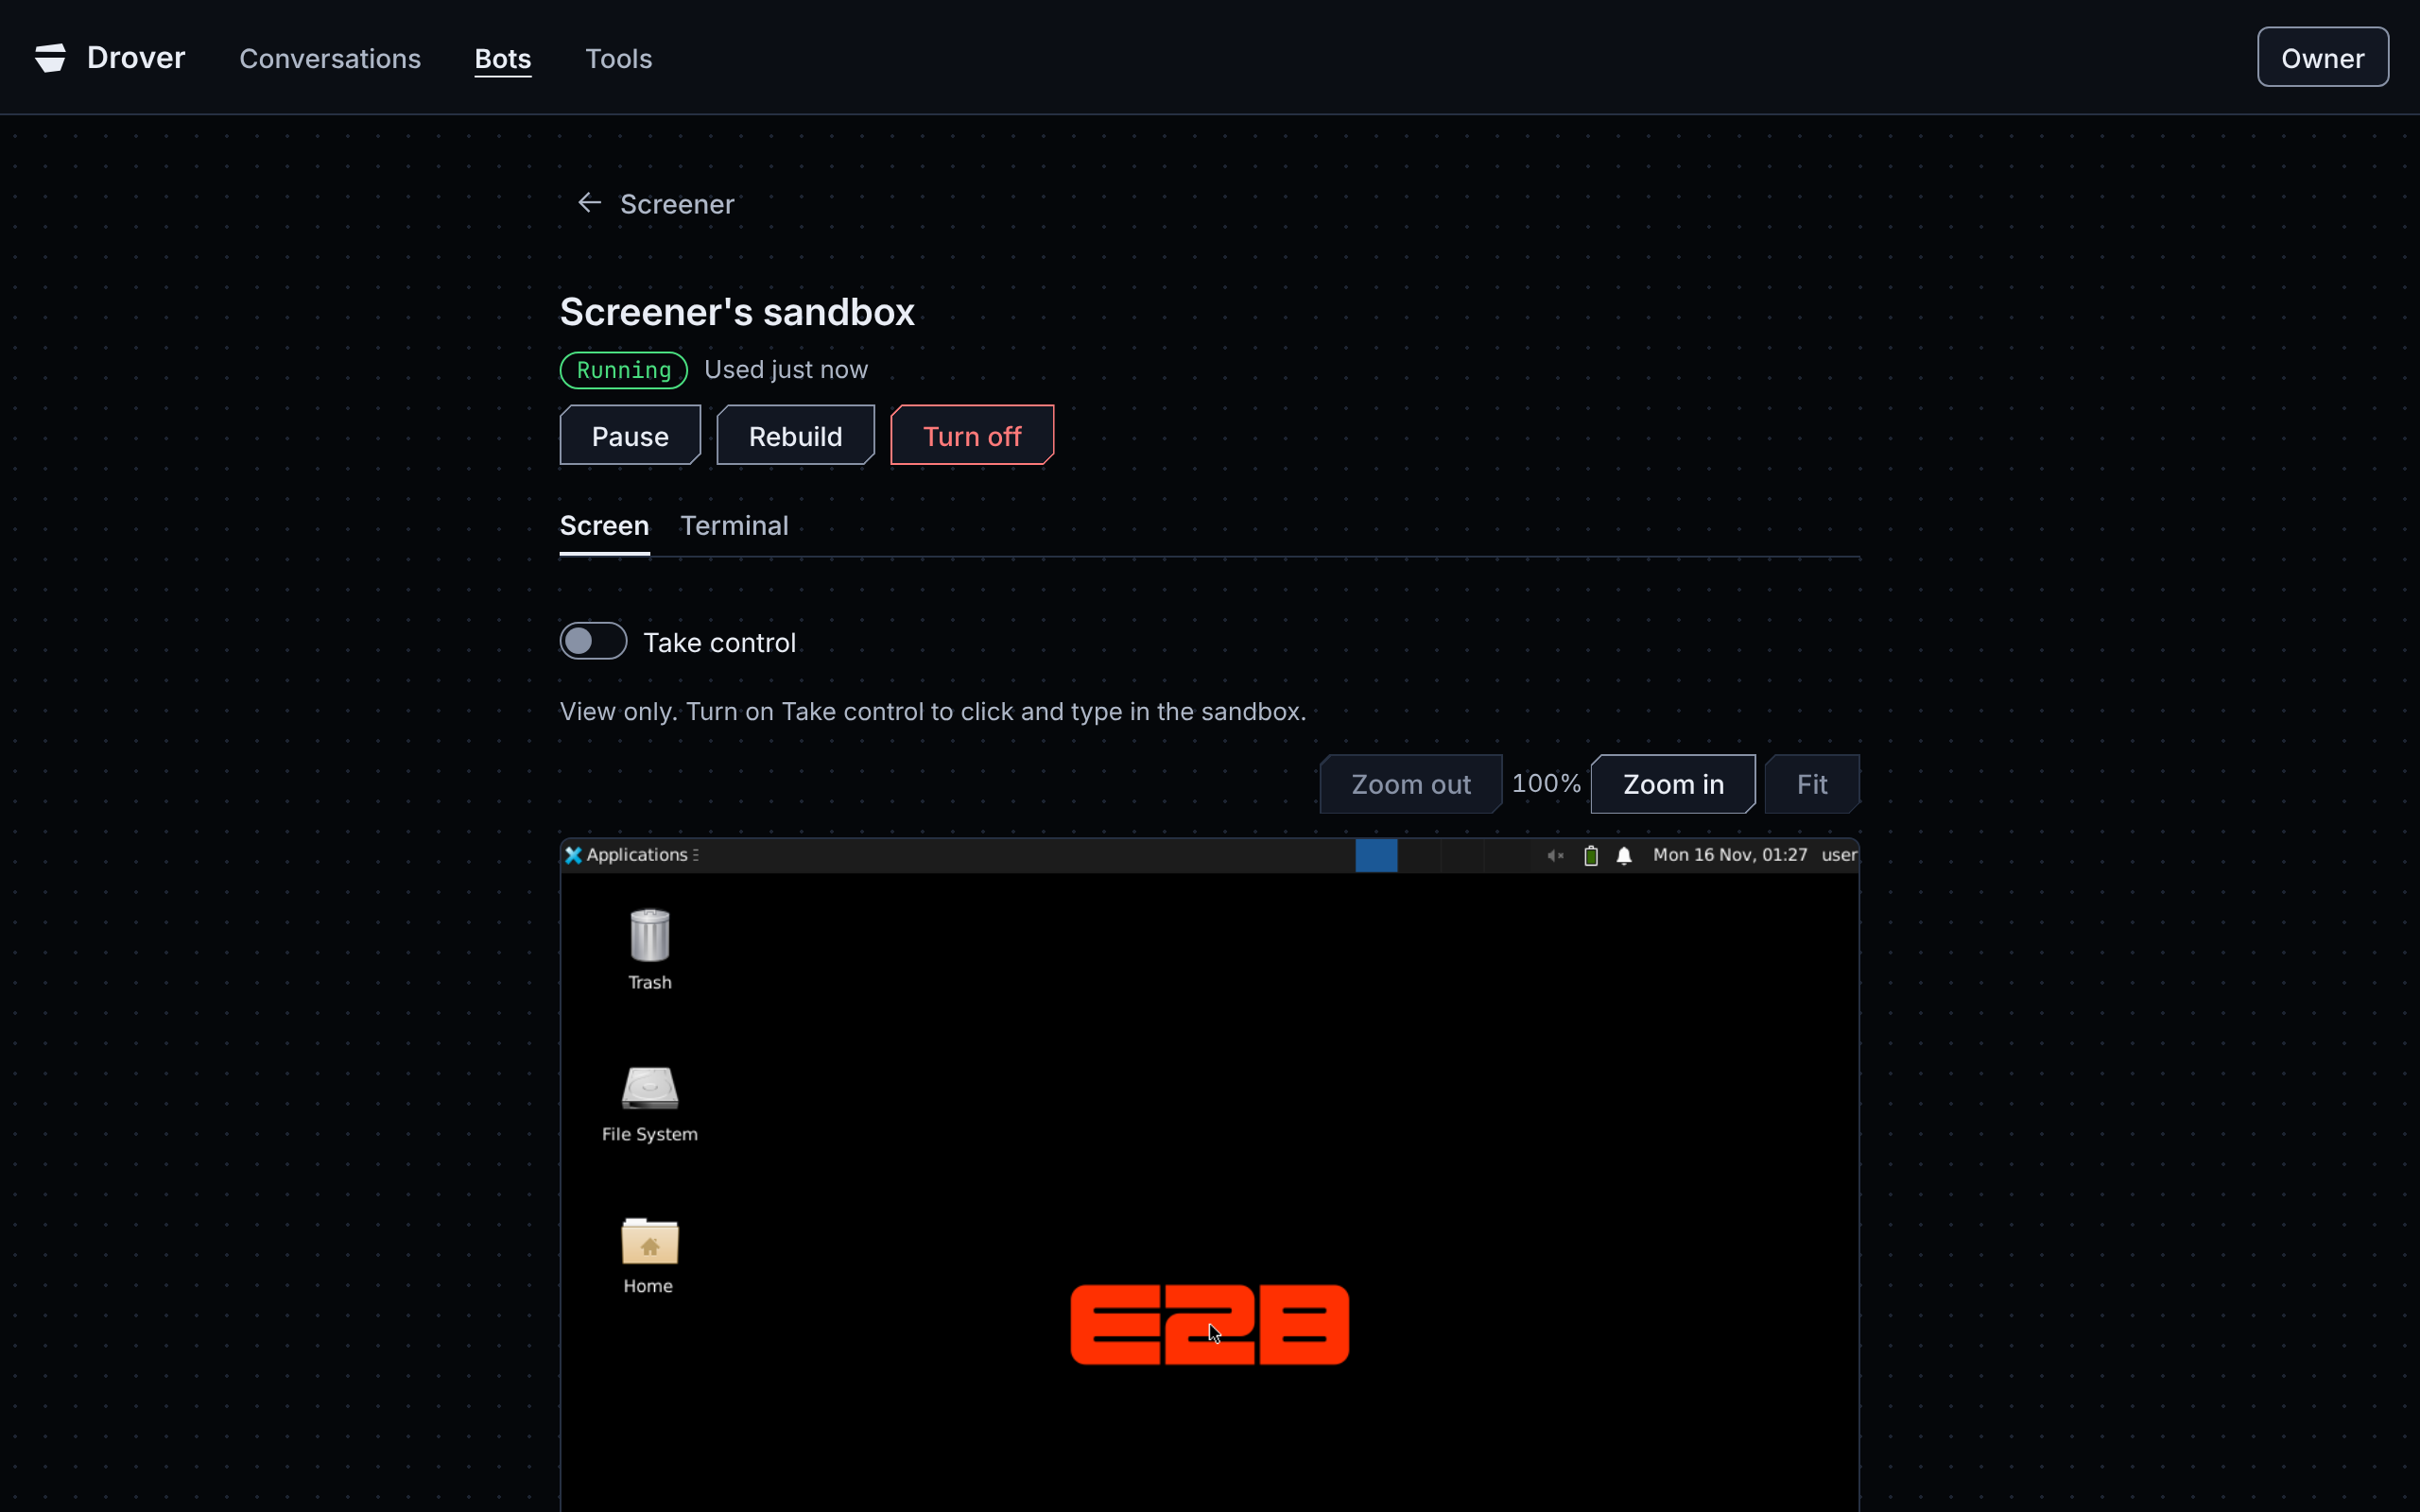 Drover Conversations Bots Tools Owner
← Screener
Screener's sandbox
Running Used just now
Pause Rebuild Turn off
Screen Terminal
Take control
View only. Turn on Take control to click and type in the sandbox.
Zoom out 100% Zoom in Fit
Applications Mon 16 Nov, 01:27 user
Trash
File System
Home
E2B